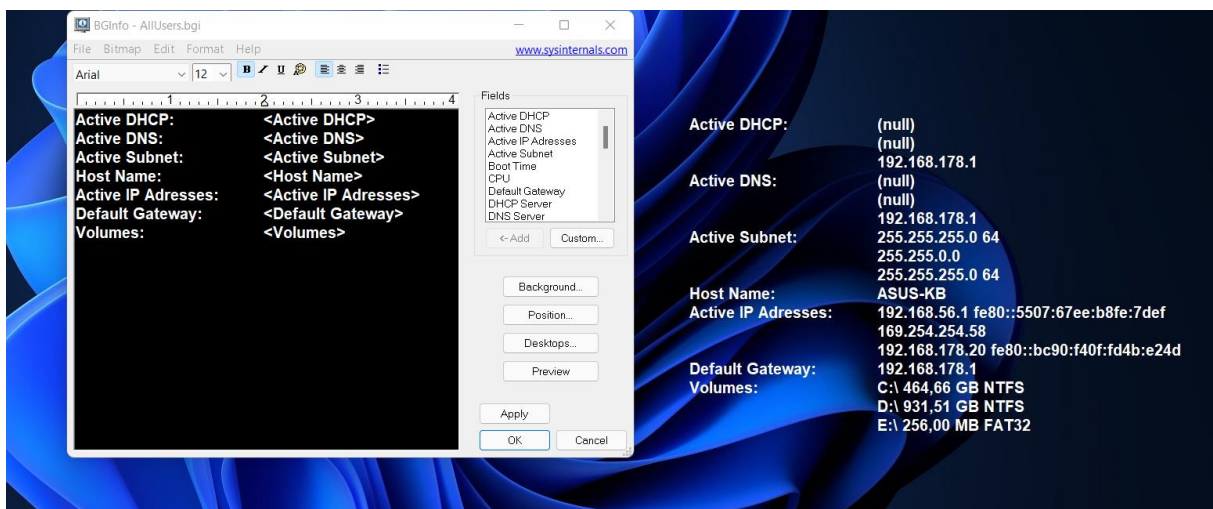 BGInfo - AllUsers.bgi
File Bitmap Edit Format Help
www.sysinternals.com
Arial 12 B I U
1 2 3 4
Active DHCP: <Active DHCP>
Active DNS: <Active DNS>
Active Subnet: <Active Subnet>
Host Name: <Host Name>
Active IP Adresses: <Active IP Adresses>
Default Gateway: <Default Gateway>
Volumes: <Volumes>
Fields
Active DHCP
Active DNS
Active IP Adresses
Active Subnet
Boot Time
CPU
Default Gateway
DHCP Server
DNS Server
<- Add Custom...
Background...
Position...
Desktops...
Preview
Apply
OK Cancel
Active DHCP: (null)
(null)
192.168.178.1
Active DNS: (null)
(null)
192.168.178.1
Active Subnet: 255.255.255.0 64
255.255.0.0
255.255.255.0 64
Host Name: ASUS-KB
Active IP Adresses: 192.168.56.1 fe80::5507:67ee:b8fe:7def
169.254.254.58
192.168.178.20 fe80::bc90:f40f:fd4b:e24d
Default Gateway: 192.168.178.1
Volumes: C:\ 464,66 GB NTFS
D:\ 931,51 GB NTFS
E:\ 256,00 MB FAT32